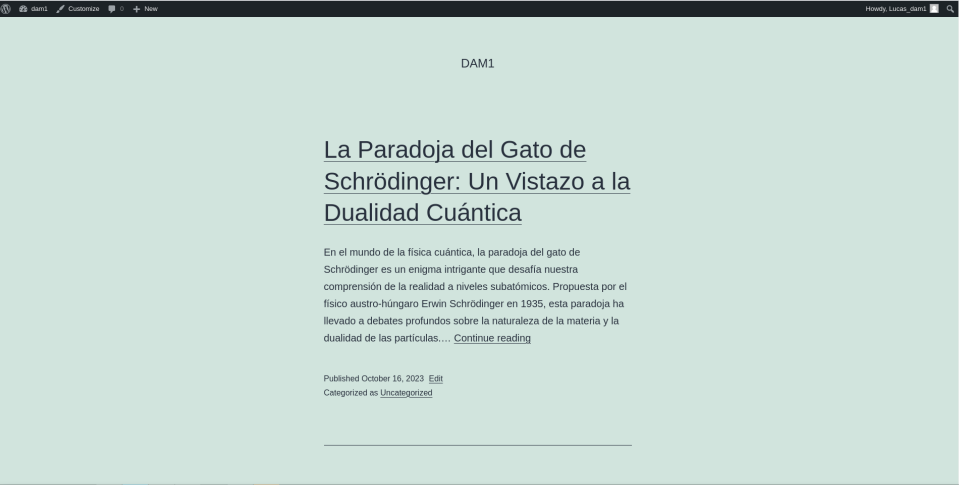 dam1 Customize 0 New Howdy, Lucas_dam1
DAM1
La Paradoja del Gato de
Schrödinger: Un Vistazo a la
Dualidad Cuántica
En el mundo de la física cuántica, la paradoja del gato de
Schrödinger es un enigma intrigante que desafía nuestra
comprensión de la realidad a niveles subatómicos. Propuesta por el
físico austro-húngaro Erwin Schrödinger en 1935, esta paradoja ha
llevado a debates profundos sobre la naturaleza de la materia y la
dualidad de las partículas.… Continue reading
Published October 16, 2023 Edit
Categorized as Uncategorized